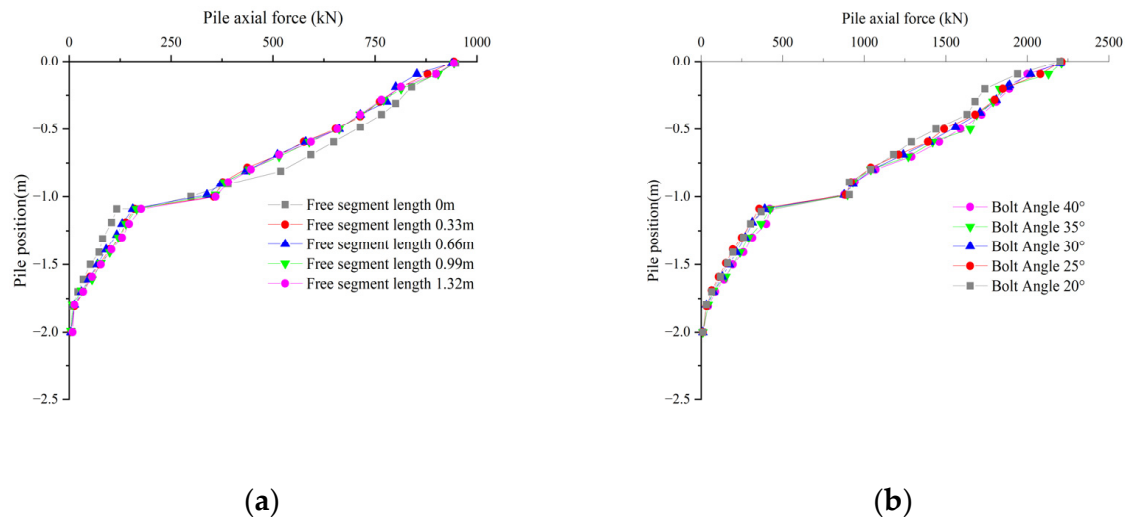 Pile axial force (kN)
0 250 500 750 1000
0.0
−0.5
−1.0
−1.5
−2.0
−2.5
Pile position(m)
Free segment length 0m
Free segment length 0.33m
Free segment length 0.66m
Free segment length 0.99m
Free segment length 1.32m
(a)
Pile axial force (kN)
0 500 1000 1500 2000 2500
0.0
−0.5
−1.0
−1.5
−2.0
−2.5
Pile position(m)
Bolt Angle 40°
Bolt Angle 35°
Bolt Angle 30°
Bolt Angle 25°
Bolt Angle 20°
(b)